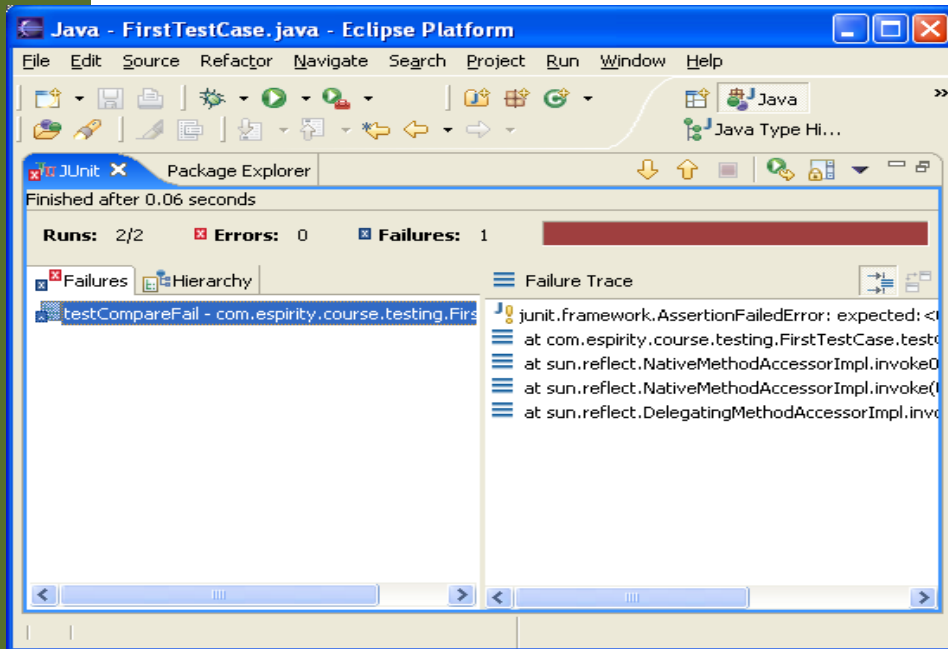 Java - FirstTestCase.java - Eclipse Platform
File Edit Source Refactor Navigate Search Project Run Window Help
Java
Java Type Hi...
JUnit Package Explorer
Finished after 0.06 seconds
Runs: 2/2 Errors: 0 Failures: 1
Failures Hierarchy
Failure Trace
testCompareFail - com.espirity.course.testing.Firs
junit.framework.AssertionFailedError: expected:<
at com.espirity.course.testing.FirstTestCase.test
at sun.reflect.NativeMethodAccessorImpl.invoke0
at sun.reflect.NativeMethodAccessorImpl.invoke(
at sun.reflect.DelegatingMethodAccessorImpl.invo